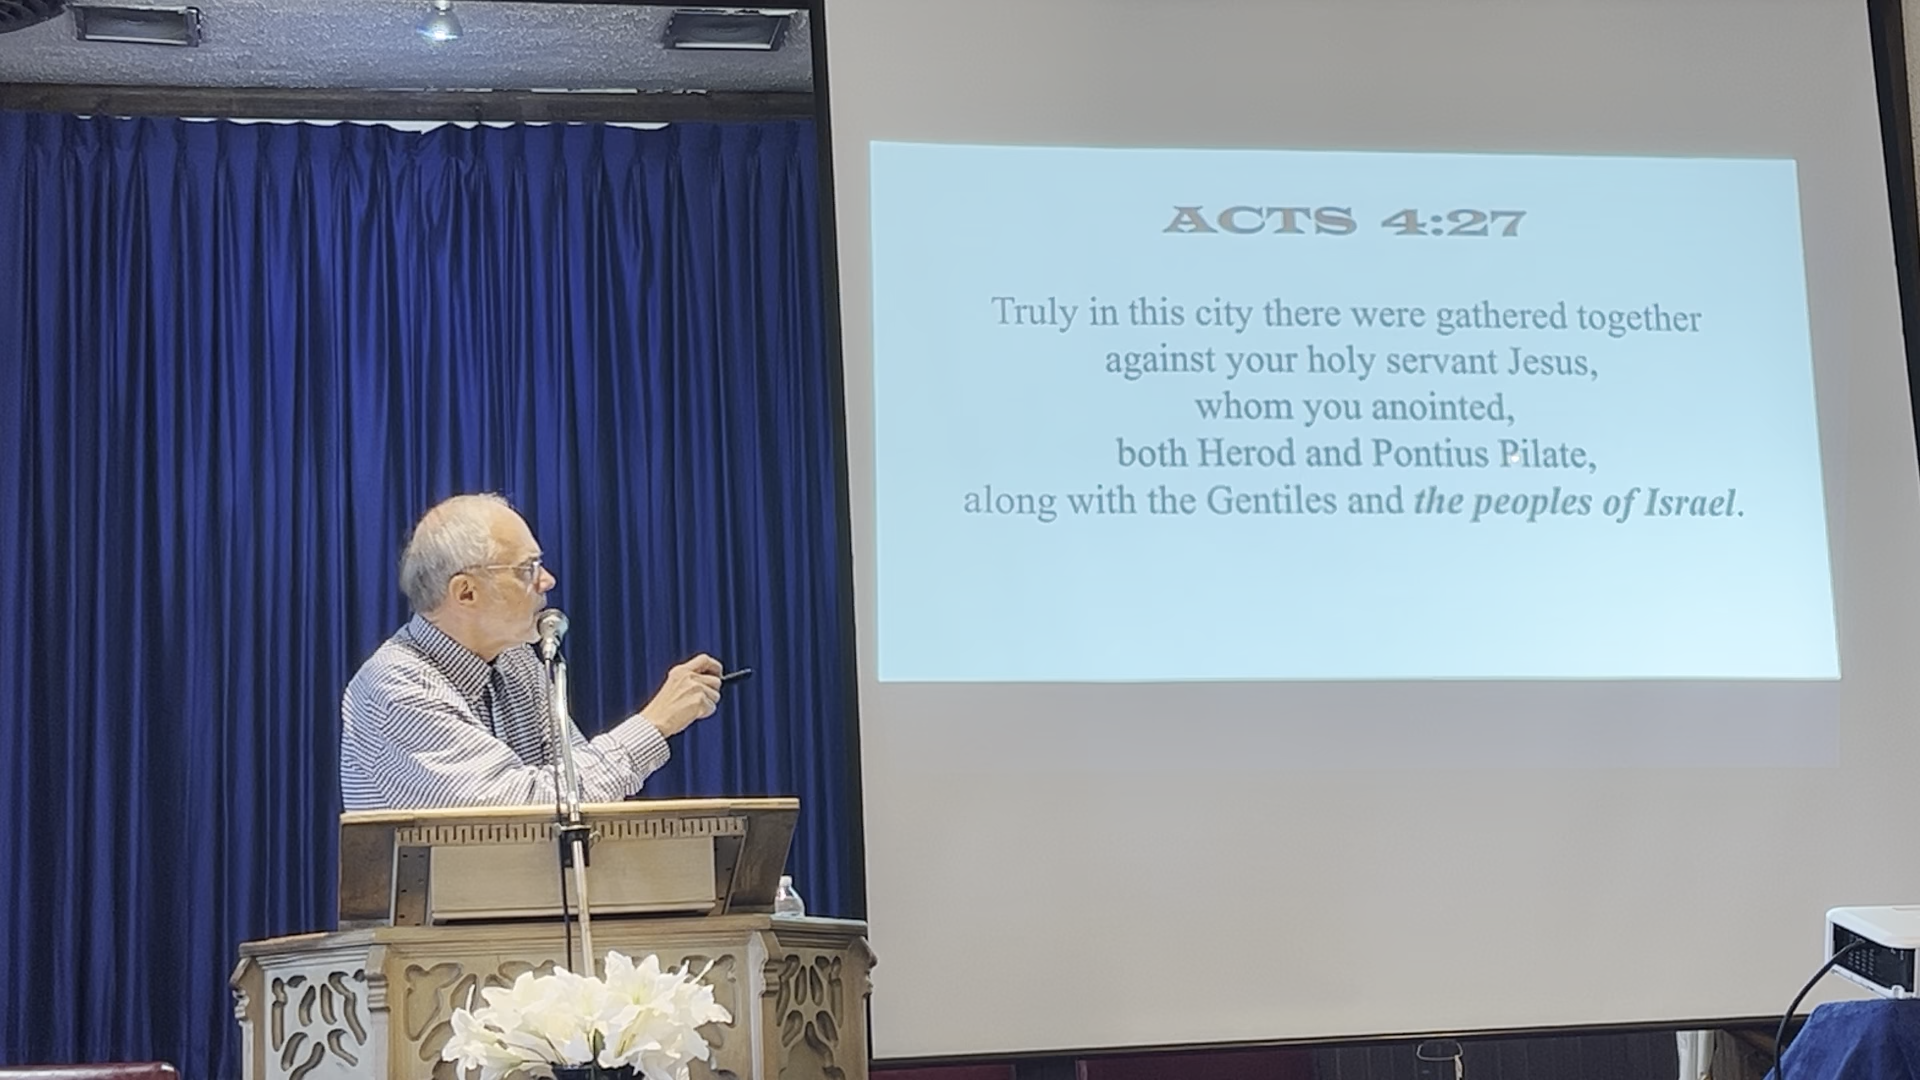 ACTS 4:27
Truly in this city there were gathered together
against your holy servant Jesus,
whom you anointed,
both Herod and Pontius Pilate,
along with the Gentiles and the peoples of Israel.